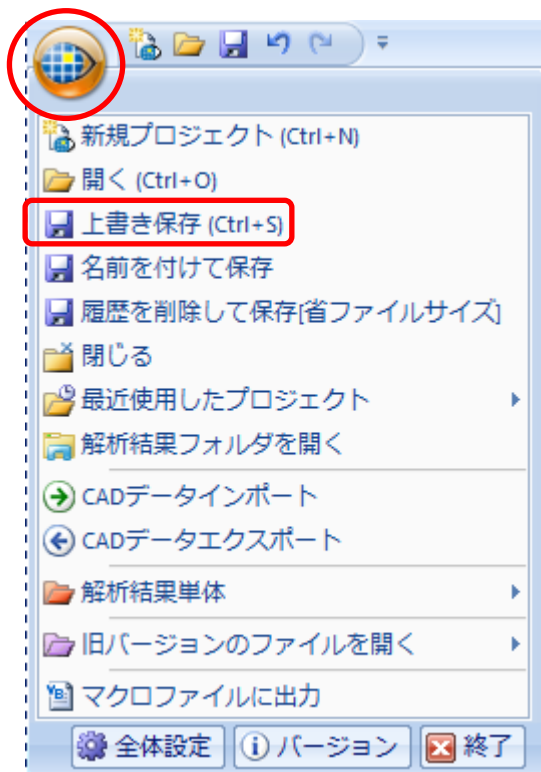 新規プロジェクト (Ctrl+N)
開く (Ctrl+O)
上書き保存 (Ctrl+S)
名前を付けて保存
履歴を削除して保存[省ファイルサイズ]
閉じる
最近使用したプロジェクト
解析結果フォルダを開く
CADデータインポート
CADデータエクスポート
解析結果単体
旧バージョンのファイルを開く
マクロファイルに出力
全体設定 バージョン 終了